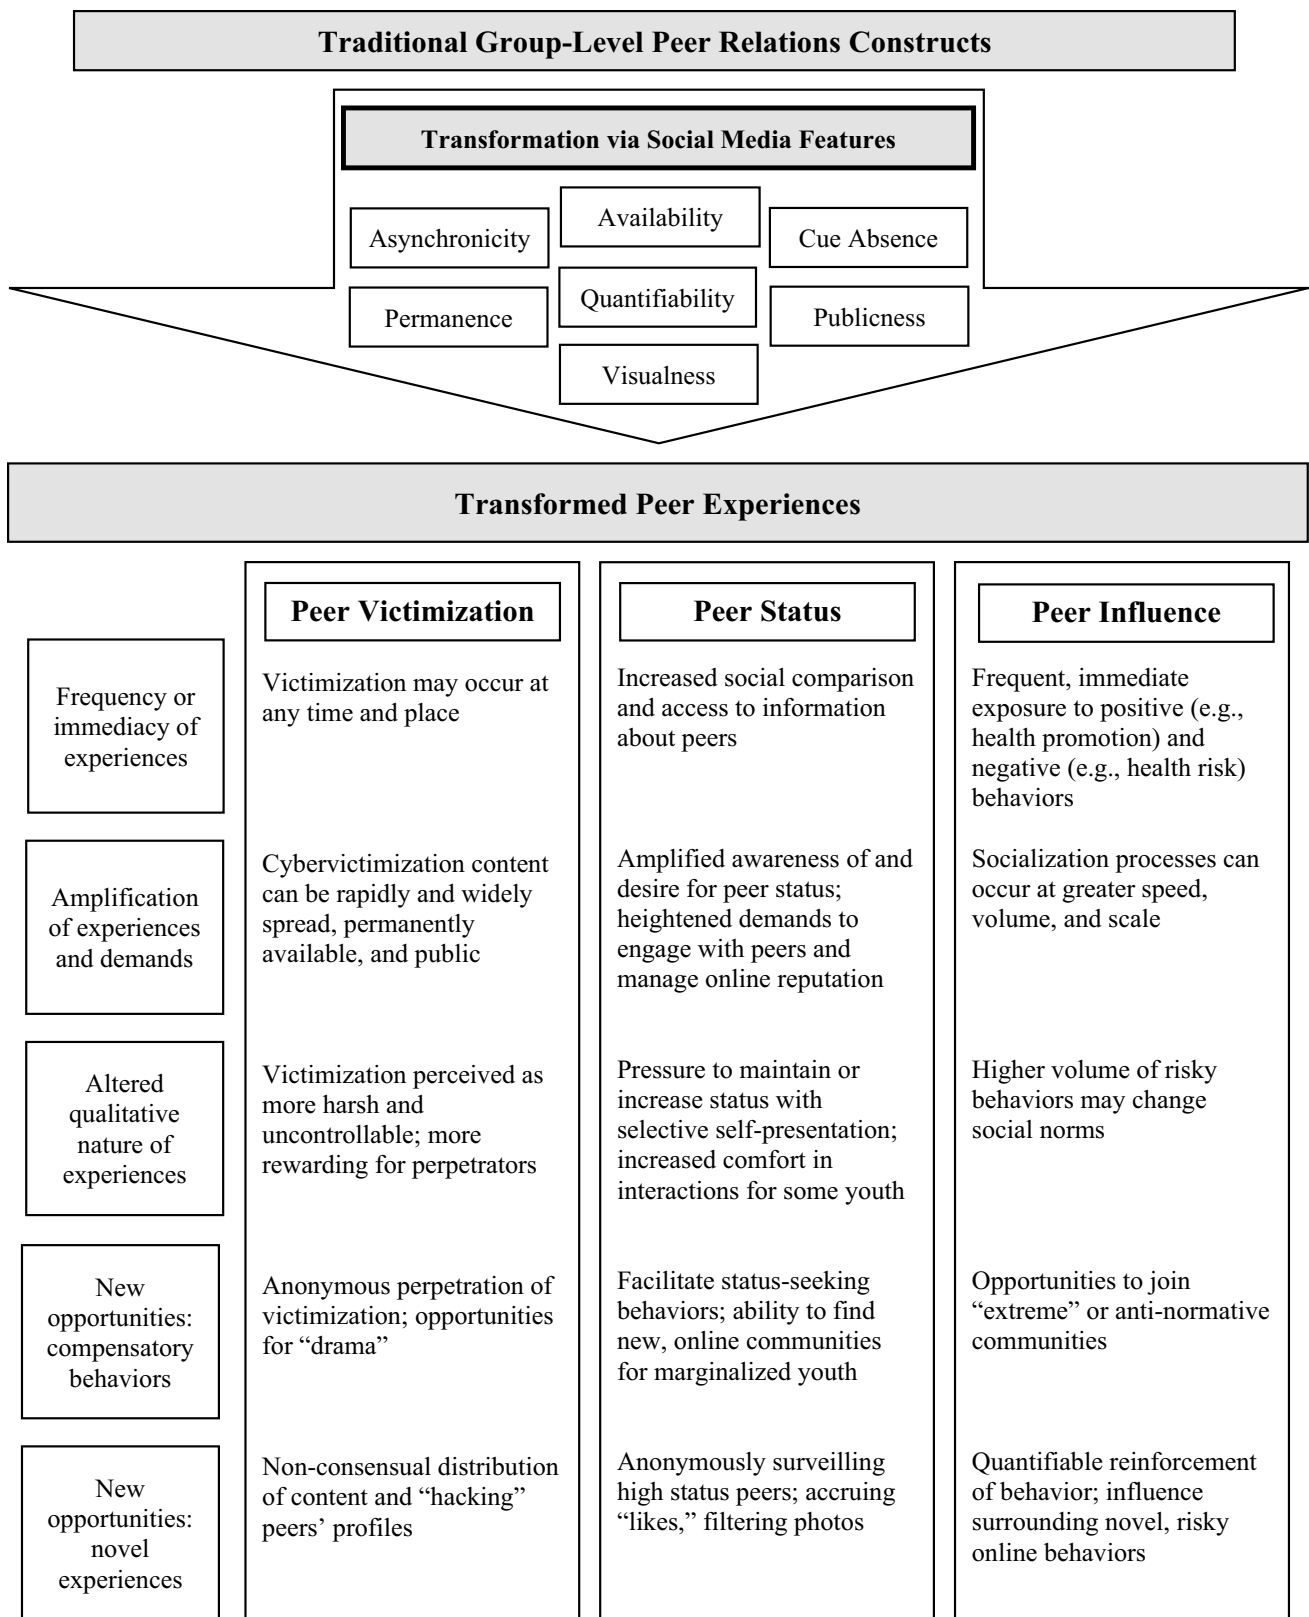 Traditional Group-Level Peer Relations Constructs
Transformation via Social Media Features
Asynchronicity
Availability
Cue Absence
Permanence
Quantifiability
Publicness
Visualness
Transformed Peer Experiences
Peer Victimization
Peer Status
Peer Influence
Frequency or
immediacy of
experiences
Victimization may occur at
any time and place
Increased social comparison
and access to information
about peers
Frequent, immediate
exposure to positive (e.g.,
health promotion) and
negative (e.g., health risk)
behaviors
Amplification
of experiences
and demands
Cybervictimization content
can be rapidly and widely
spread, permanently
available, and public
Amplified awareness of and
desire for peer status;
heightened demands to
engage with peers and
manage online reputation
Socialization processes can
occur at greater speed,
volume, and scale
Altered
qualitative
nature of
experiences
Victimization perceived as
more harsh and
uncontrollable; more
rewarding for perpetrators
Pressure to maintain or
increase status with
selective self-presentation;
increased comfort in
interactions for some youth
Higher volume of risky
behaviors may change
social norms
New
opportunities:
compensatory
behaviors
Anonymous perpetration of
victimization; opportunities
for “drama”
Facilitate status-seeking
behaviors; ability to find
new, online communities
for marginalized youth
Opportunities to join
“extreme” or anti-normative
communities
New
opportunities:
novel
experiences
Non-consensual distribution
of content and “hacking”
peers’ profiles
Anonymously surveilling
high status peers; accruing
“likes,” filtering photos
Quantifiable reinforcement
of behavior; influence
surrounding novel, risky
online behaviors